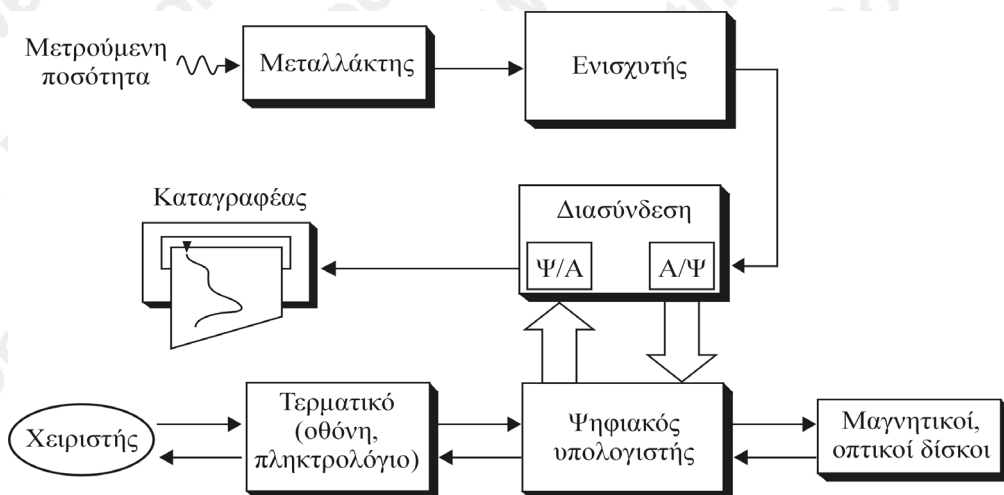 Μετρούμενη
ποσότητα
Μεταλλάκτης
Ενισχυτής
Καταγραφέας
Διασύνδεση
Ψ/Α
Α/Ψ
Χειριστής
Τερματικό
(οθόνη,
πληκτρολόγιο)
Ψηφιακός
υπολογιστής
Μαγνητικοί,
οπτικοί δίσκοι